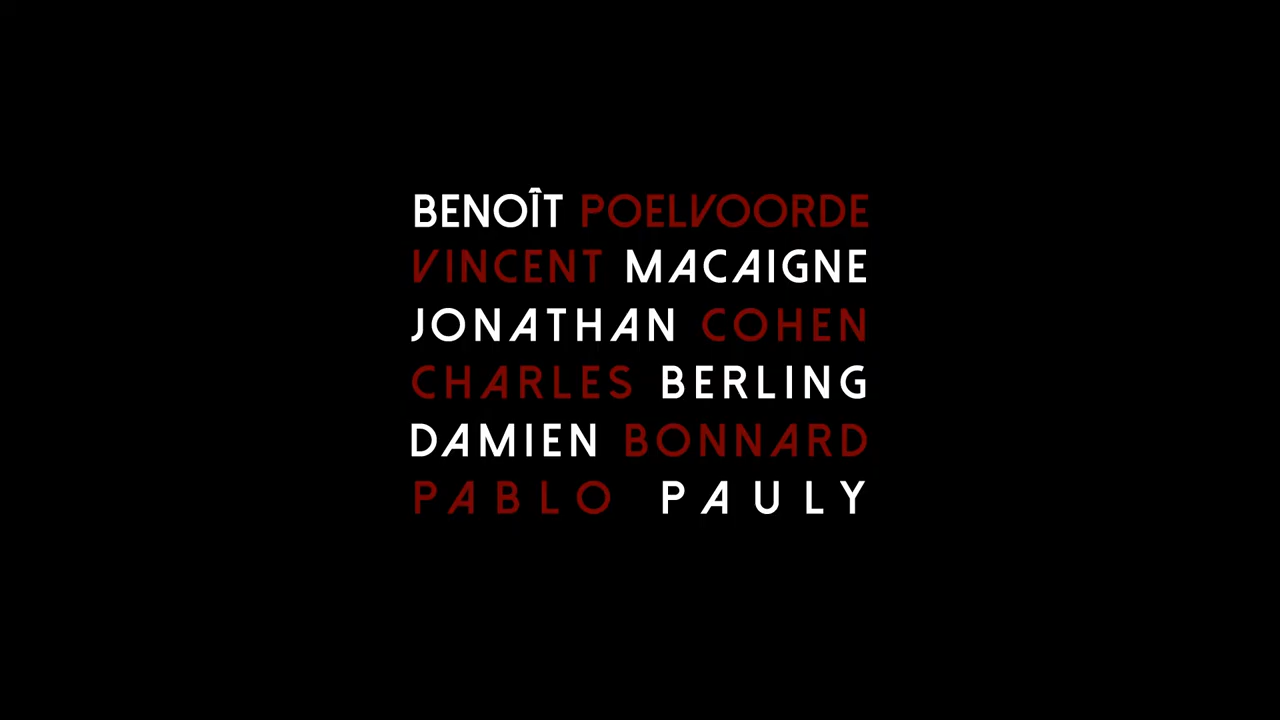 BENOÎT POELVOORDE
VINCENT MACAIGNE
JONATHAN COHEN
CHARLES BERLING
DAMIEN BONNARD
PABLO PAULY